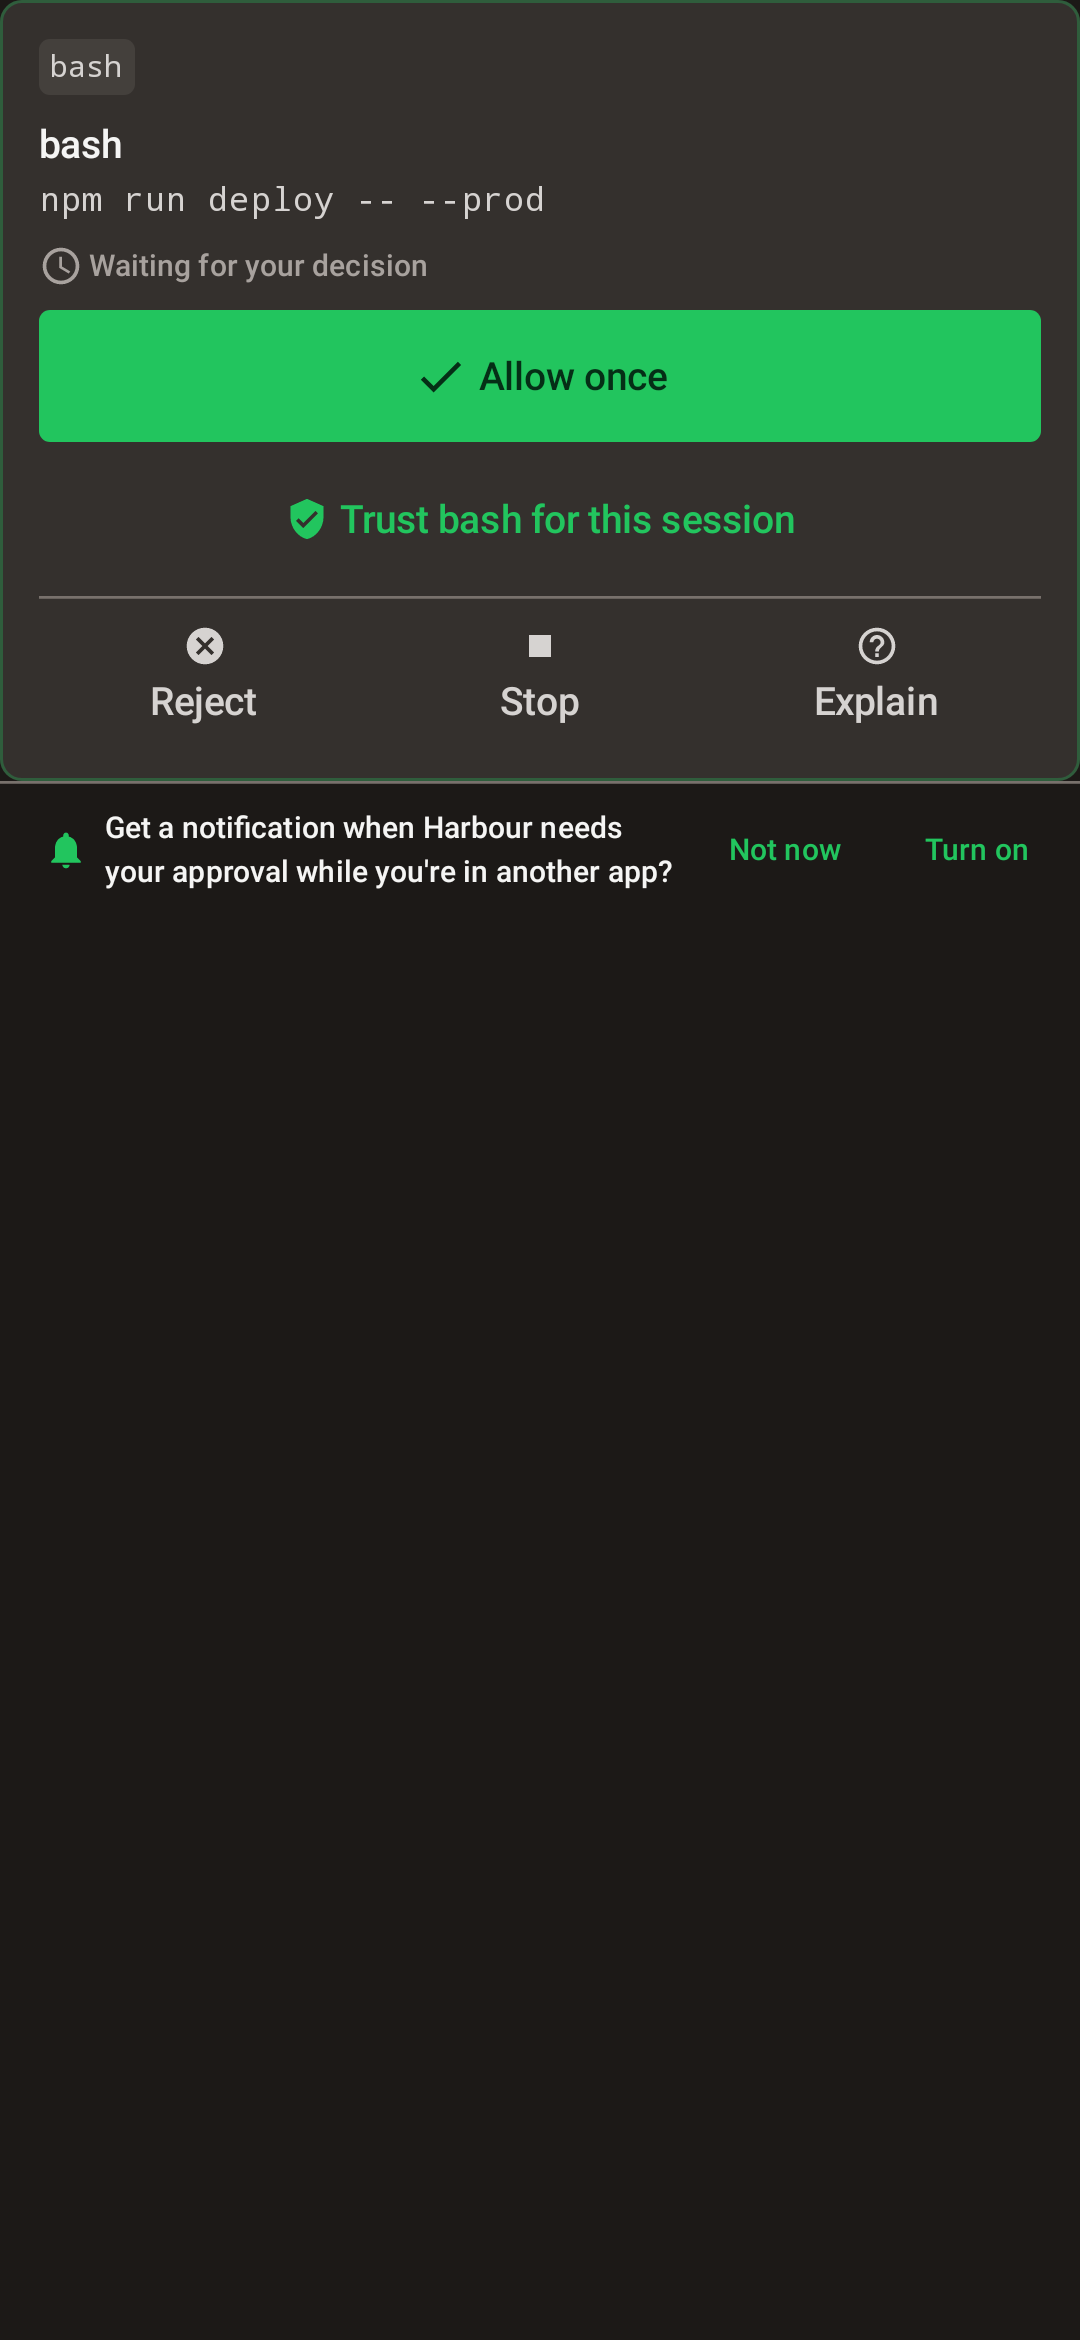 bash
bash
npm run deploy -- --prod
Waiting for your decision
Allow once
Trust bash for this session
Reject
Stop
Explain
Get a notification when Harbour needs
your approval while you're in another app?
Not now
Turn on